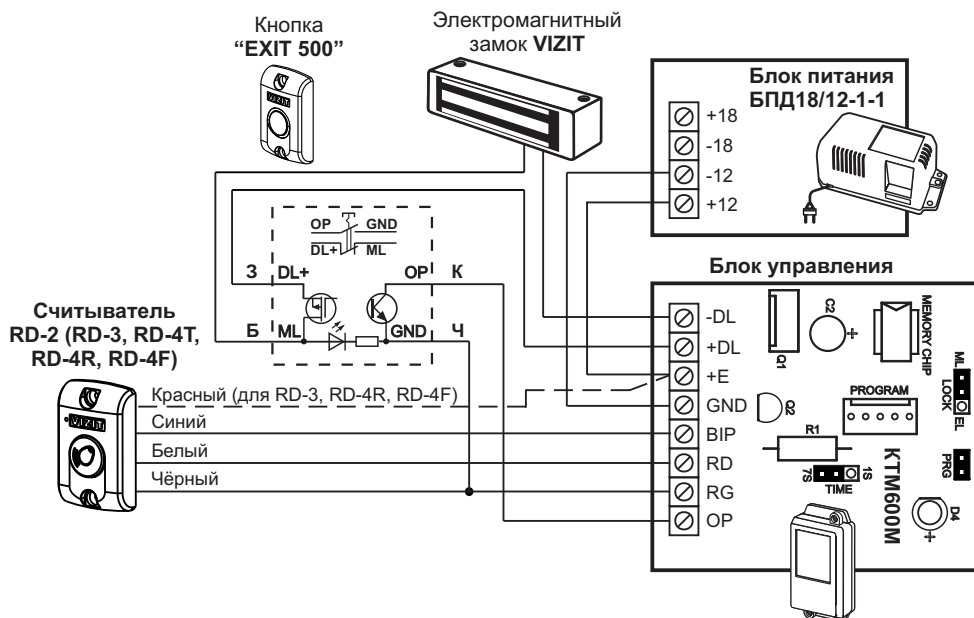 Кнопка
“EXIT 500”
Электромагнитный
замок VIZIT
Блок питания
БПД18/12-1-1
+18
-18
-12
+12
VIZIT
OP
GND
DL+
ML
З
DL+
OP
К
Б
ML
GND
Ч
Считыватель
RD-2 (RD-3, RD-4T,
RD-4R, RD-4F)
VIZIT
Красный (для RD-3, RD-4R, RD-4F)
Синий
Белый
Чёрный
Блок управления
-DL
+DL
+E
GND
BIP
RD
RG
OP
Q1
C2
+
MEMORY CHIP
ML
LOCK
EL
Q2
PROGRAM
R1
7S
TIME
1S
PRG
KTM600M
D4
+